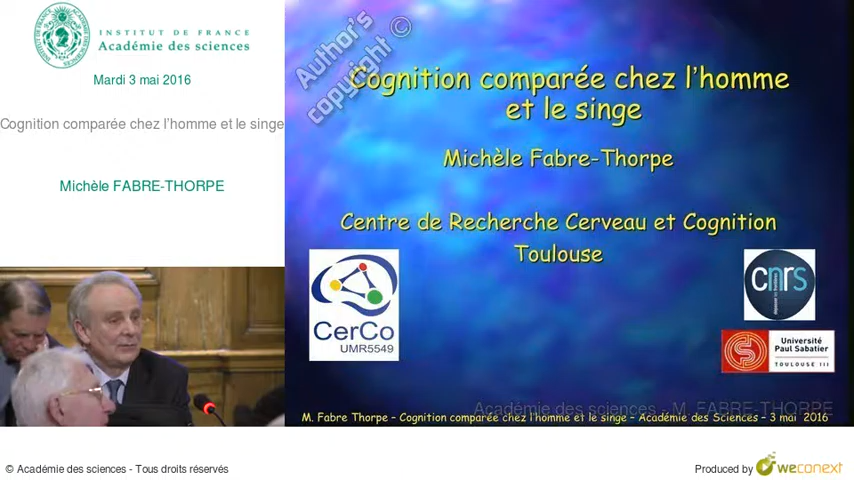 INSTITUT DE FRANCE
Académie des sciences
Mardi 3 mai 2016
Cognition comparée chez l'homme et le singe
Michèle FABRE-THORPE
Author's
copyright ©
Cognition comparée chez l'homme
et le singe
Michèle Fabre-Thorpe
Centre de Recherche Cerveau et Cognition
Toulouse
CerCo
UMR5549
cnrs
Université
Paul Sabatier
TOULOUSE III
Académie des sciences - M. FABRE-THORPE
M. Fabre Thorpe – Cognition comparée chez l'homme et le singe – Académie des Sciences – 3 mai 2016
© Académie des sciences - Tous droits réservés
Produced by weconext